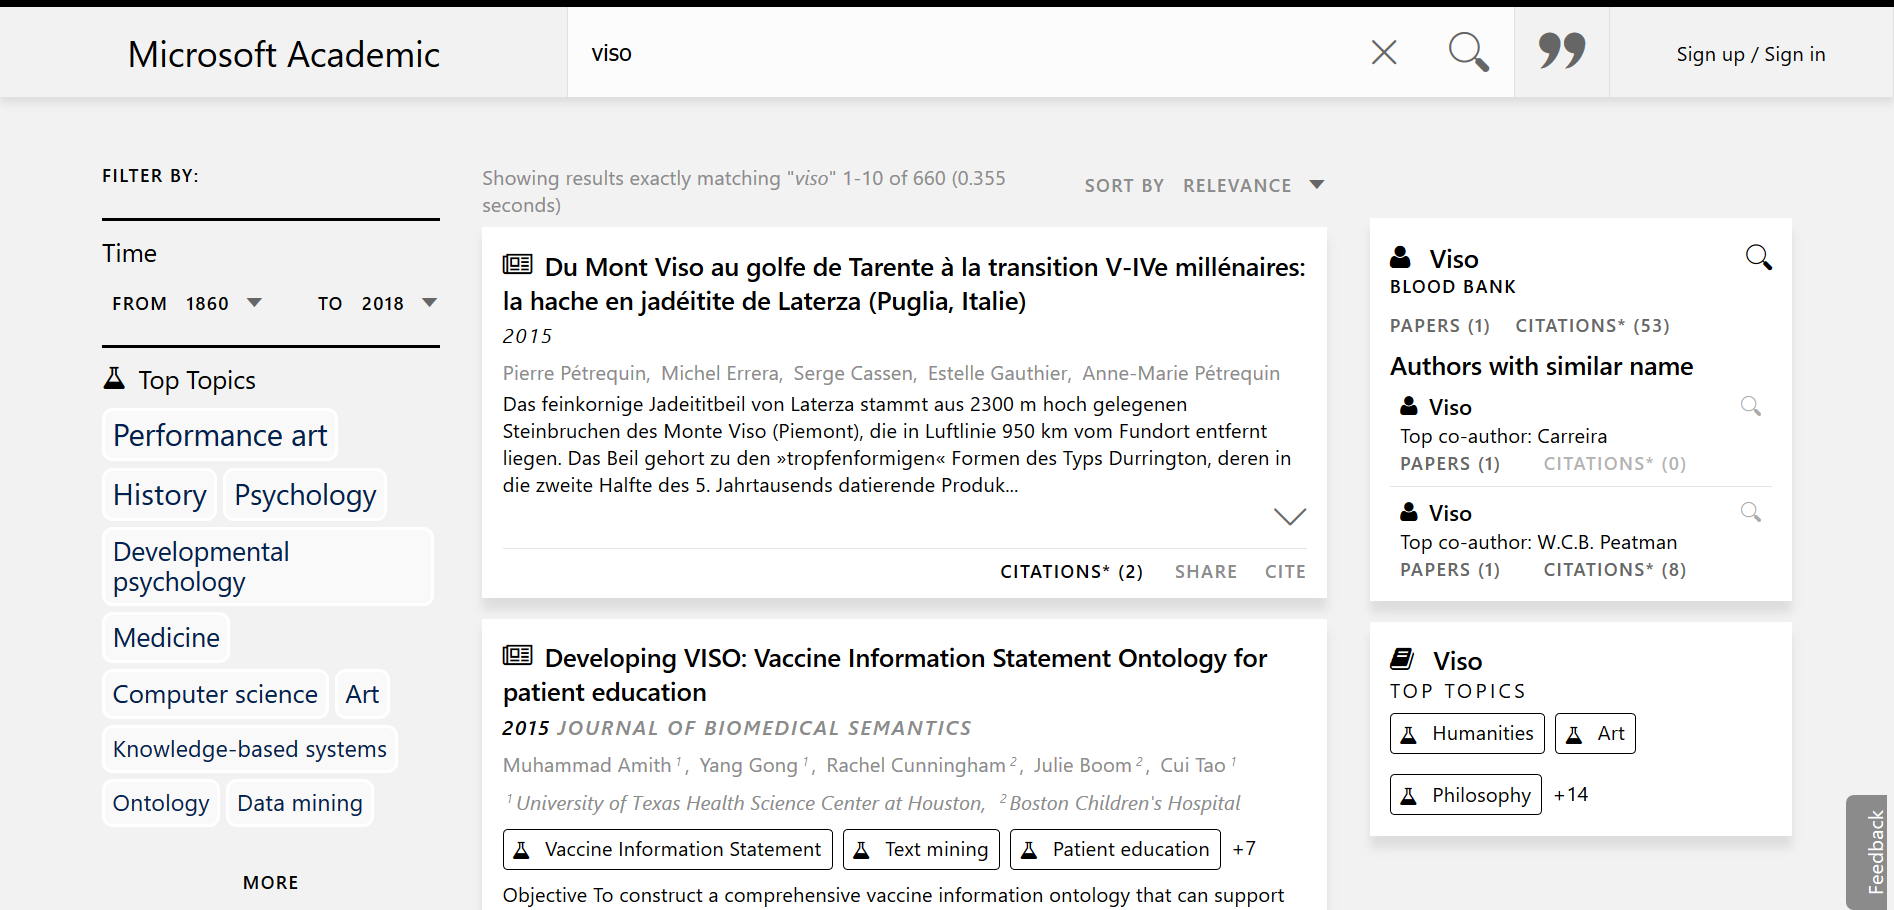 Microsoft Academic
viso
Sign up / Sign in
FILTER BY:
Time
FROM 1860 TO 2018
Top Topics
Performance art
History Psychology
Developmental
psychology
Medicine
Computer science Art
Knowledge-based systems
Ontology Data mining
MORE
Showing results exactly matching "viso" 1-10 of 660 (0.355
seconds)
SORT BY RELEVANCE
Du Mont Viso au golfe de Tarente à la transition V-IVe millénaires:
la hache en jadéitite de Laterza (Puglia, Italie)
2015
Pierre Pétrequin, Michel Errera, Serge Cassen, Estelle Gauthier, Anne-Marie Pétrequin
Das feinkornige Jadeititbeil von Laterza stammt aus 2300 m hoch gelegenen
Steinbruchen des Monte Viso (Piemont), die in Luftlinie 950 km vom Fundort entfernt
liegen. Das Beil gehort zu den »tropfenformigen« Formen des Typs Durrington, deren in
die zweite Halfte des 5. Jahrtausends datierende Produk...
CITATIONS* (2) SHARE CITE
Developing VISO: Vaccine Information Statement Ontology for
patient education
2015 JOURNAL OF BIOMEDICAL SEMANTICS
Muhammad Amith 1, Yang Gong 1, Rachel Cunningham 2, Julie Boom 2, Cui Tao 1
1 University of Texas Health Science Center at Houston, 2 Boston Children's Hospital
Vaccine Information Statement Text mining Patient education +7
Objective To construct a comprehensive vaccine information ontology that can support
Viso
BLOOD BANK
PAPERS (1) CITATIONS* (53)
Authors with similar name
Viso
Top co-author: Carreira
PAPERS (1) CITATIONS* (0)
Viso
Top co-author: W.C.B. Peatman
PAPERS (1) CITATIONS* (8)
Viso
TOP TOPICS
Humanities Art
Philosophy +14
Feedback